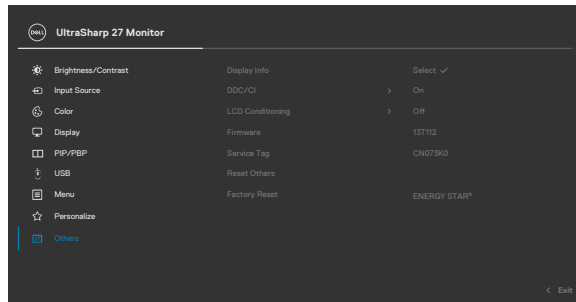 DELL UltraSharp 27 Monitor
Brightness/Contrast Display Info Select ✓
Input Source DDC/CI > On
Color LCD Conditioning > Off
Display Firmware 13T112
PIP/PBP Service Tag CN073K0
USB Reset Others
Menu Factory Reset ENERGY STAR®
Personalize
Others
< Exit